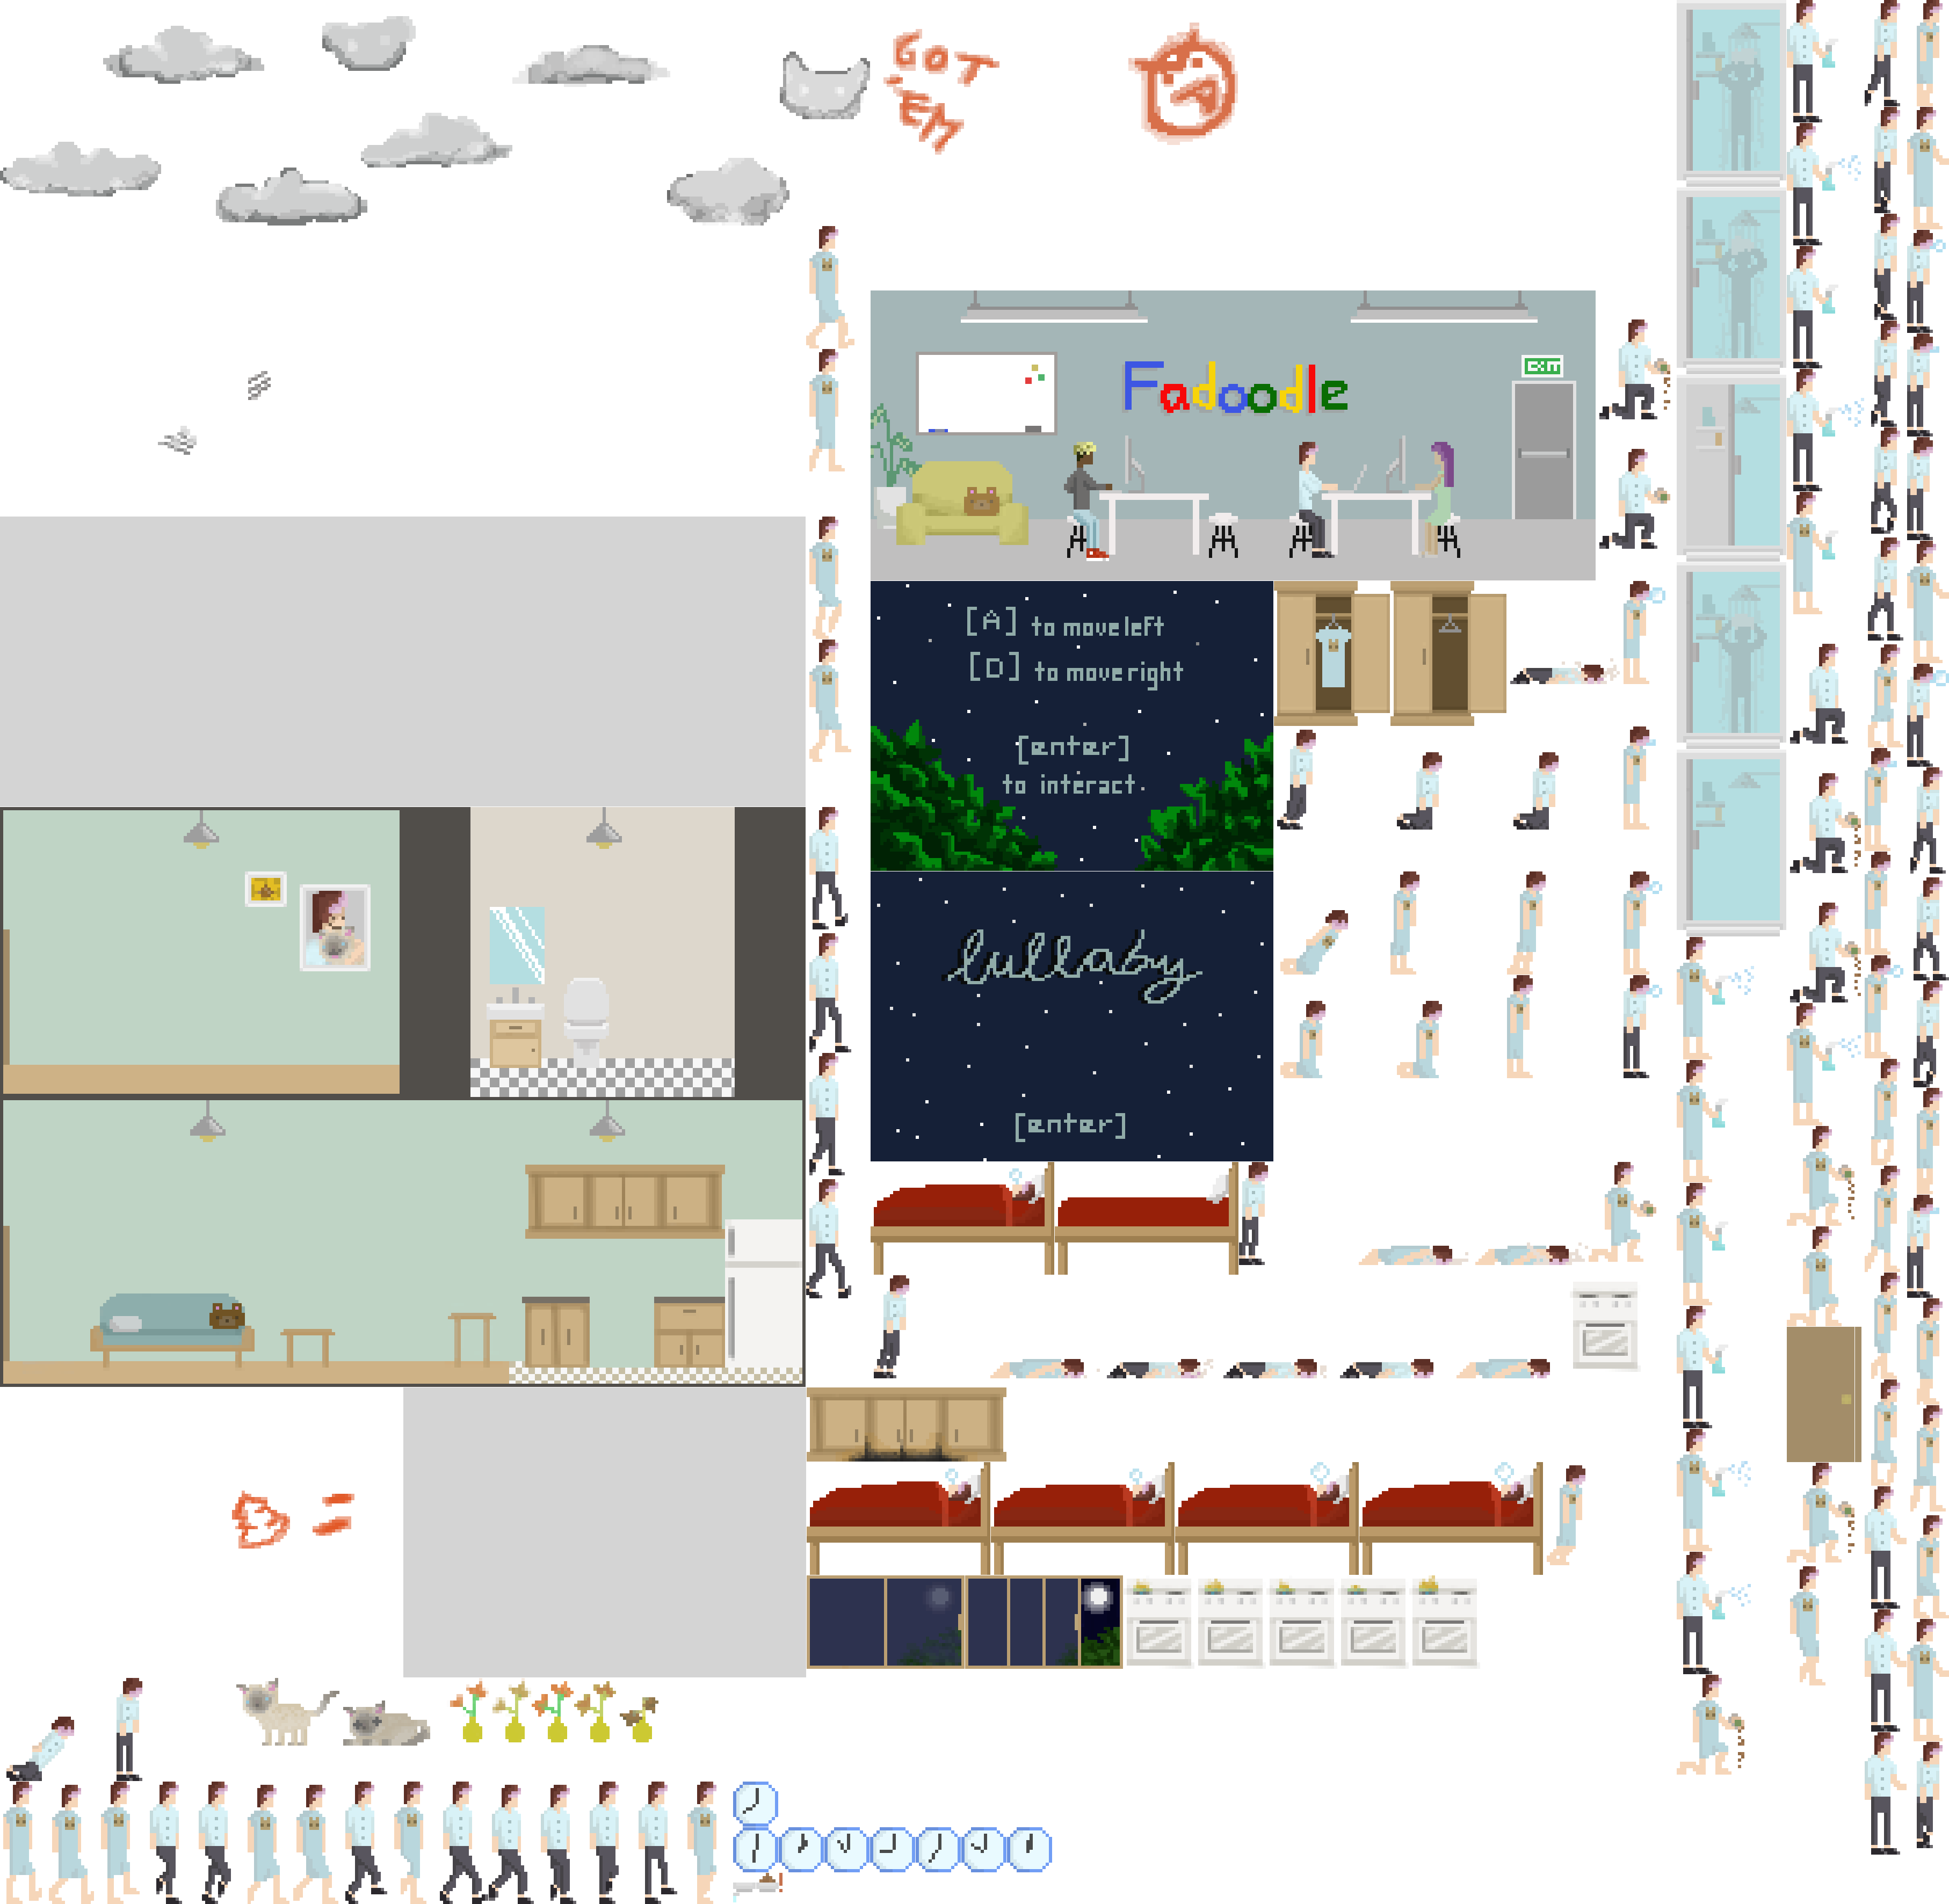 GOT
'EM
Fadoodle
EXIT
[A] to move left
[D] to move right
[enter]
to interact.
lullaby
[enter]